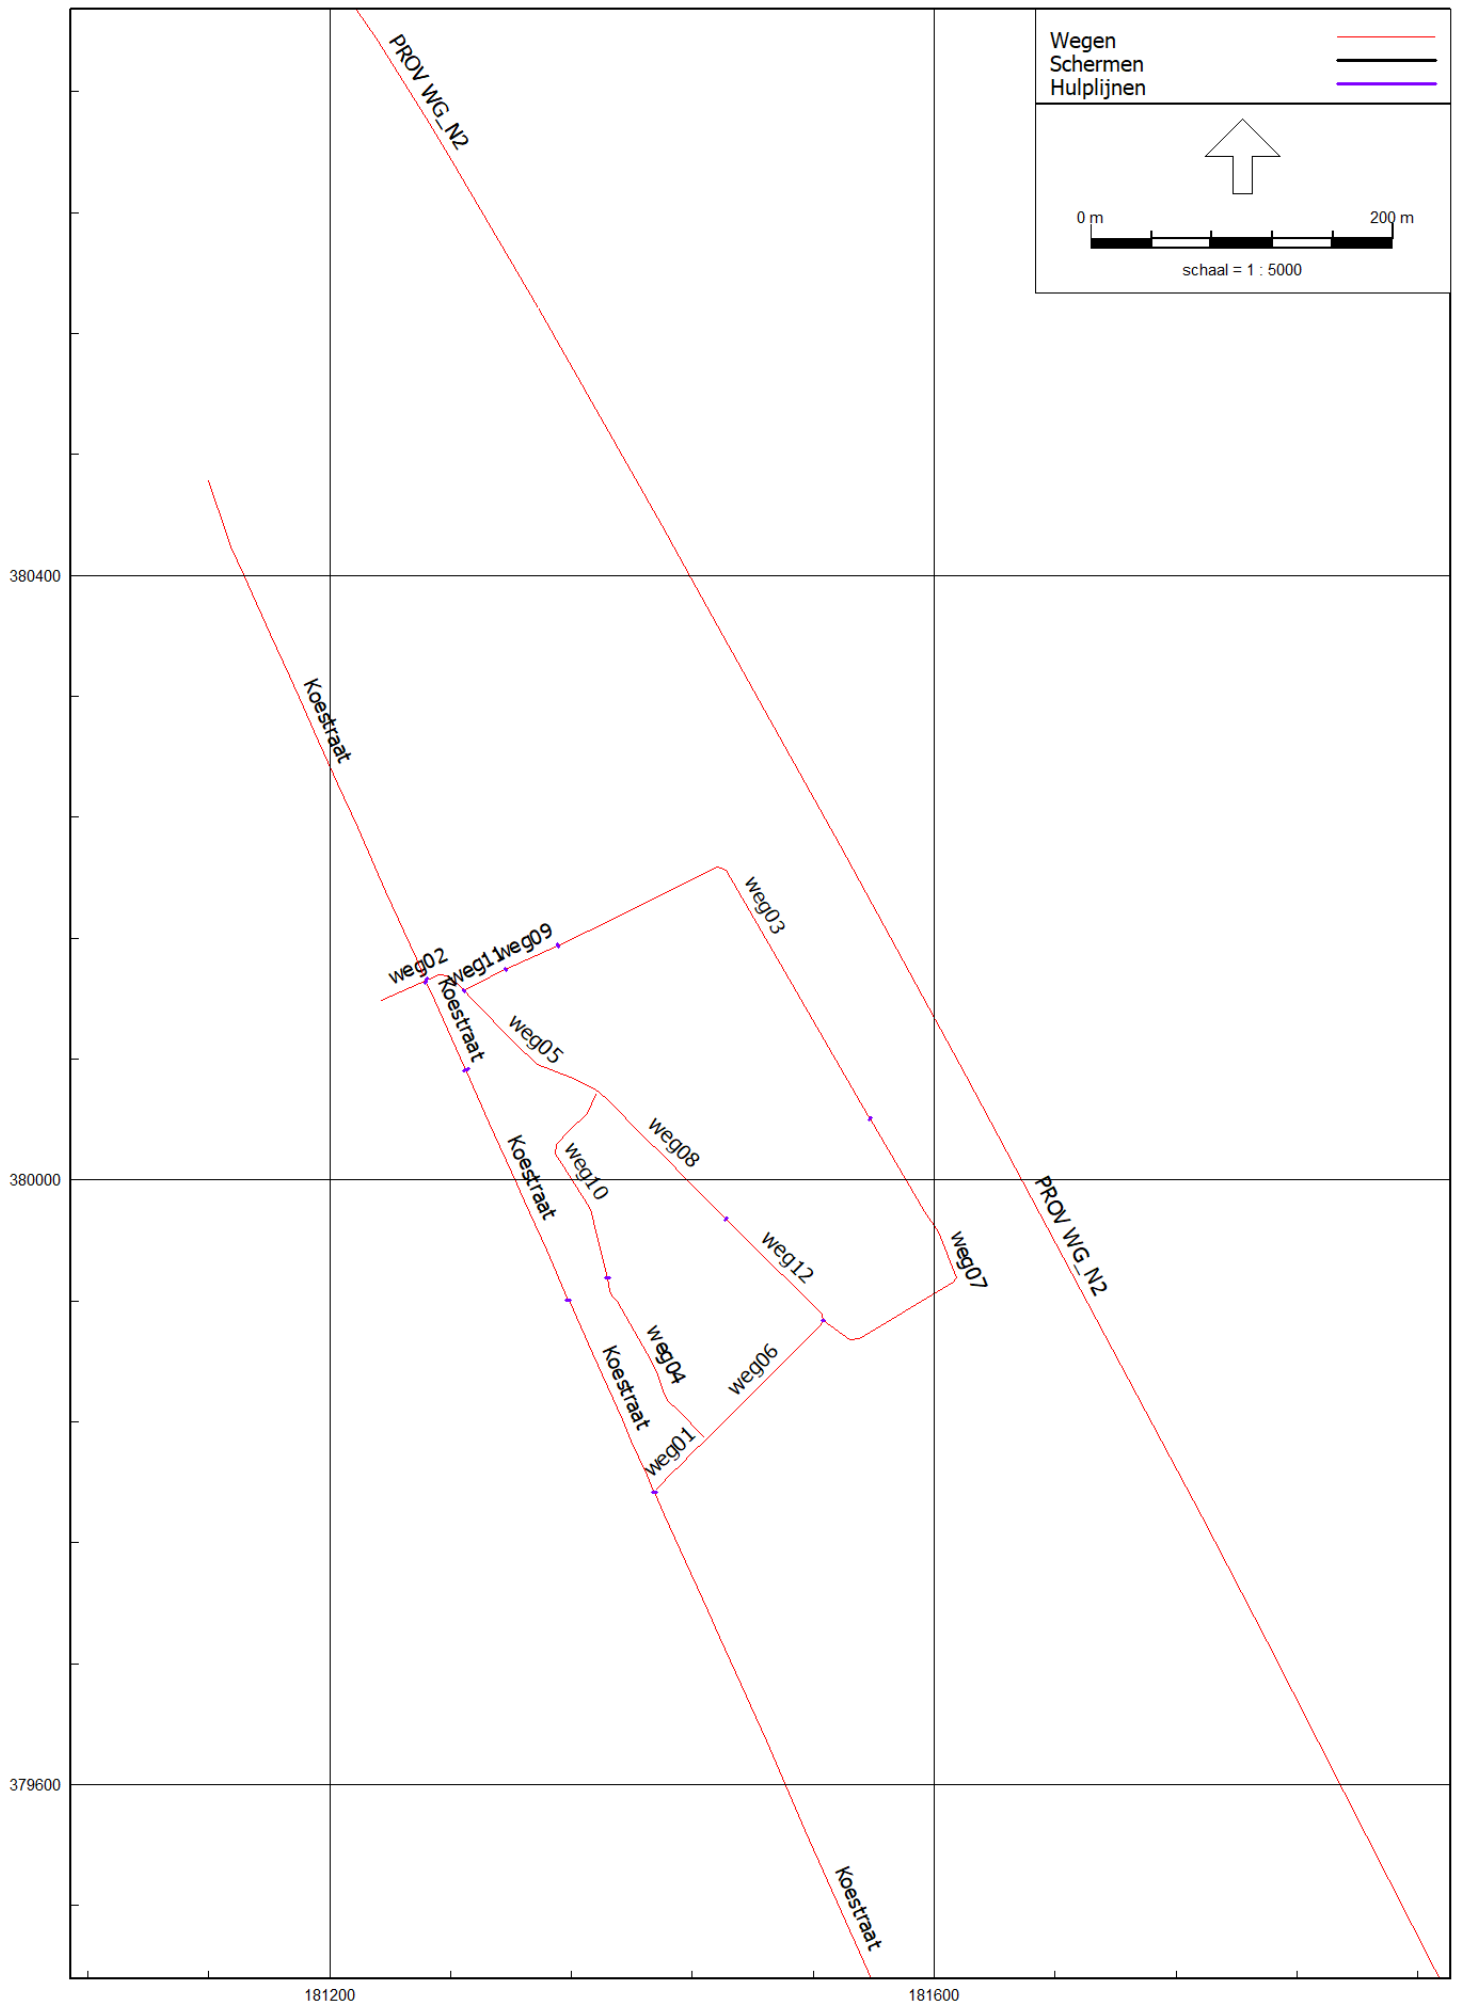 PROV WG_N2
Wegen
Schermen
Hulplijnen
0 m
200 m
schaal = 1 : 5000
380400
Koestraat
weg03
weg09
weg11
weg02
Koestraat
weg05
weg08
Koestraat
weg10
380000
PROV WG_N2
weg07
weg12
weg04
weg06
Koestraat
weg01
379600
Koestraat
181200
181600